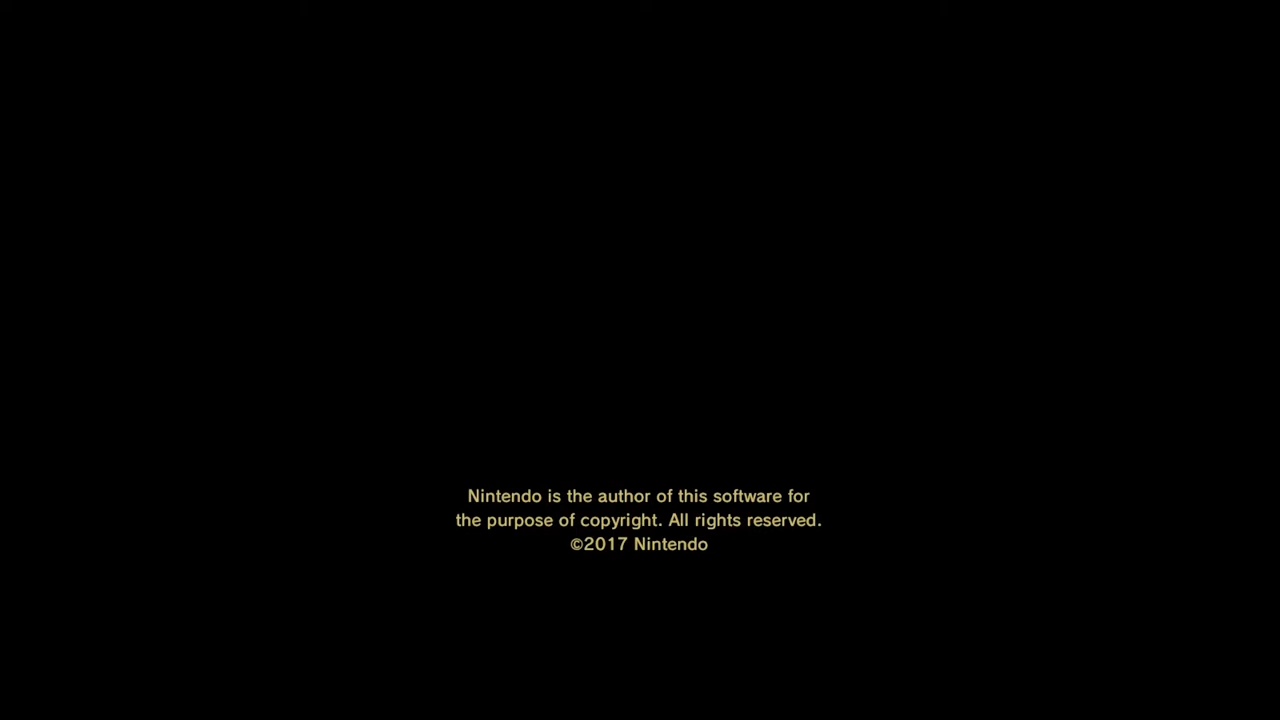 Nintendo is the author of this software for
the purpose of copyright. All rights reserved.
©2017 Nintendo